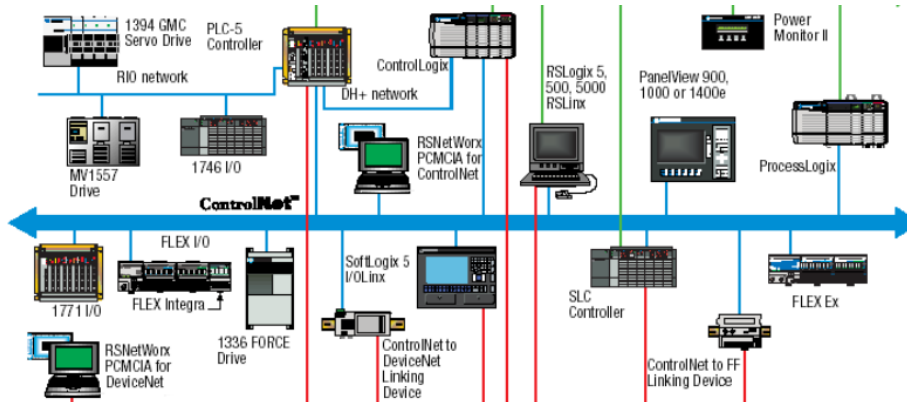 1394 GMC
Servo Drive
PLC-5
Controller
RIO network
ControlLogix
DH+ network
RSLogix 5,
500, 5000
RSLinx
PanelView 900,
1000 or 1400e
Power
Monitor II
MV1557
Drive
1746 I/O
RSNetWorx
PCMCIA for
ControlNet
ProcessLogix
ControlNet™
1771 I/O
FLEX I/O
FLEX Integra
1336 FORCE
Drive
SoftLogix 5
I/OLinx
SLC
Controller
FLEX Ex
RSNetWorx
PCMCIA for
DeviceNet
ControlNet to
DeviceNet
Linking
Device
ControlNet to FF
Linking Device